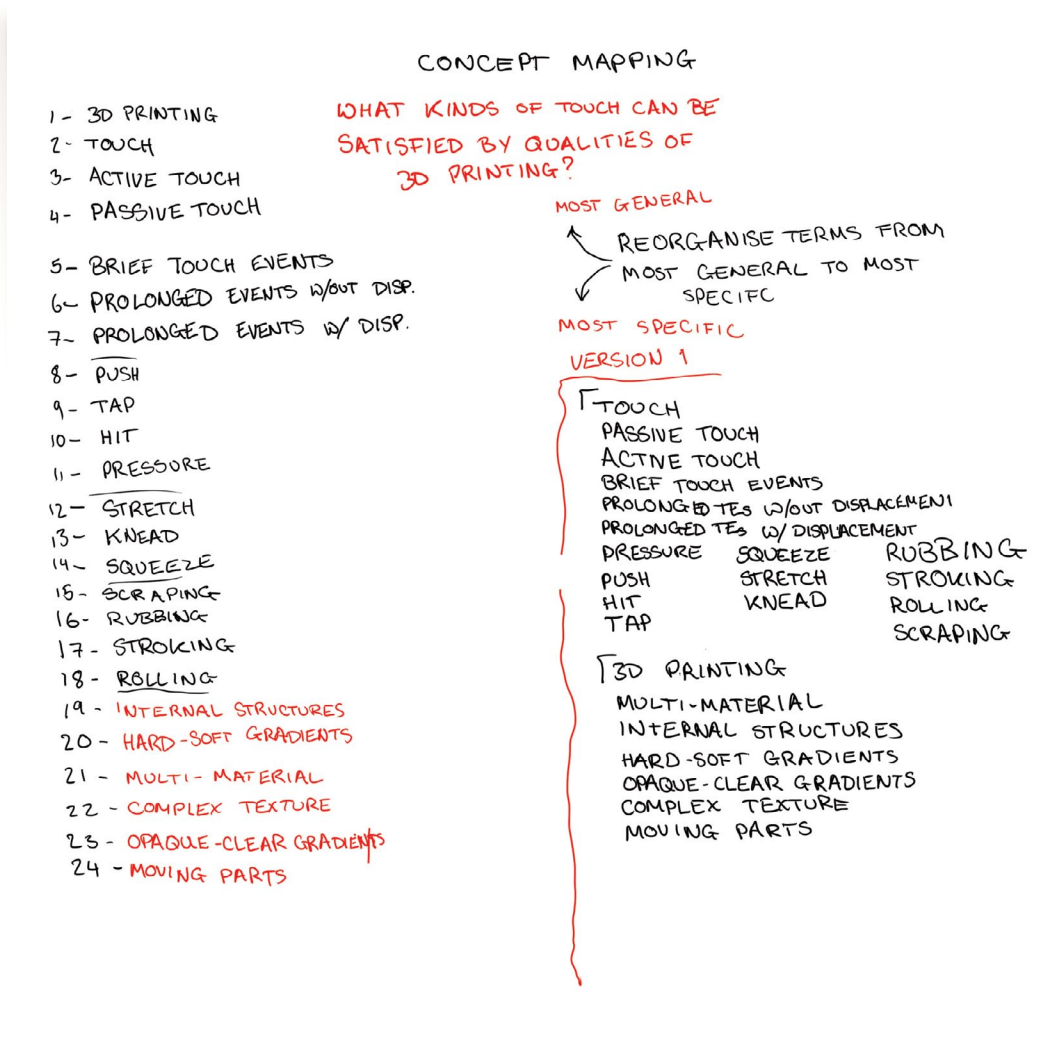 CONCEPT MAPPING
1- 3D PRINTING
2- TOUCH
3- ACTIVE TOUCH
4- PASSIVE TOUCH
5- BRIEF TOUCH EVENTS
6- PROLONGED EVENTS W/OUT DISP.
7- PROLONGED EVENTS W/ DISP.
8- PUSH
9- TAP
10- HIT
11- PRESSURE
12- STRETCH
13- KNEAD
14- SQUEEZE
15- SCRAPING
16- RUBBING
17- STROKING
18- ROLLING
19- INTERNAL STRUCTURES
20- HARD-SOFT GRADIENTS
21- MULTI-MATERIAL
22- COMPLEX TEXTURE
23- OPAQUE-CLEAR GRADIENTS
24- MOVING PARTS
WHAT KINDS OF TOUCH CAN BE
SATISFIED BY QUALITIES OF
3D PRINTING?
MOST GENERAL
REORGANISE TERMS FROM
MOST GENERAL TO MOST
SPECIFC
MOST SPECIFIC
VERSION 1
TOUCH
PASSIVE TOUCH
ACTIVE TOUCH
BRIEF TOUCH EVENTS
PROLONGED TEs W/OUT DISPLACEMENT
PROLONGED TEs W/ DISPLACEMENT
PRESSURE SQUEEZE RUBBING
PUSH STRETCH STROKING
HIT KNEAD ROLLING
TAP SCRAPING
3D PRINTING
MULTI-MATERIAL
INTERNAL STRUCTURES
HARD-SOFT GRADIENTS
OPAQUE-CLEAR GRADIENTS
COMPLEX TEXTURE
MOVING PARTS